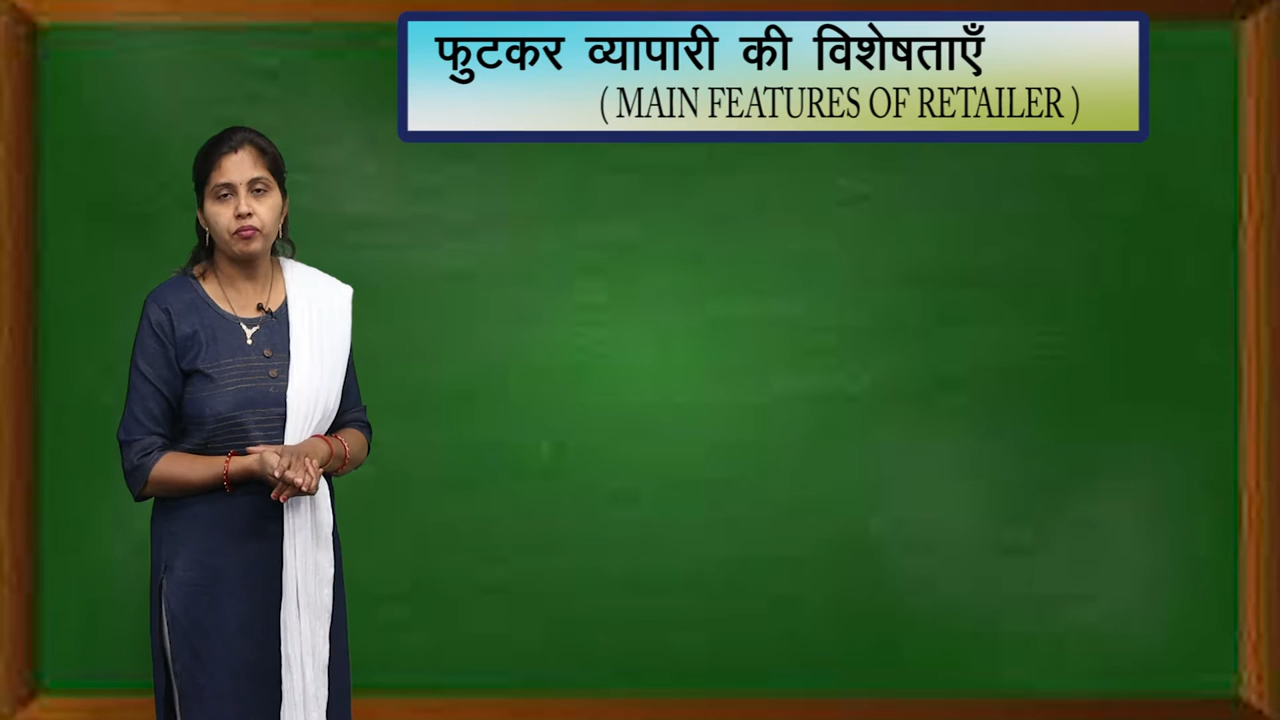 फुटकर व्यापारी की विशेषताएँ
( MAIN FEATURES OF RETAILER )